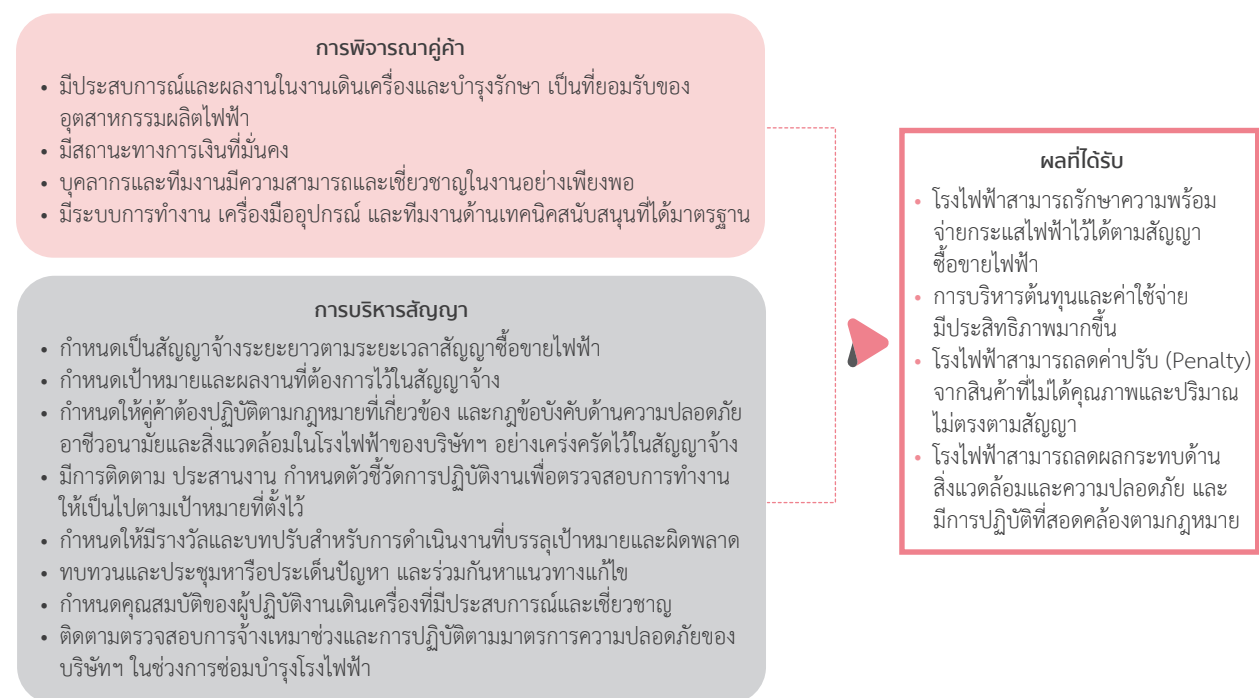 การพิจารณาคู่ค้า
• มีประสบการณ์และผลงานในงานเดินเครื่องและบำรุงรักษา เป็นที่ยอมรับของ
อุตสาหกรรมผลิตไฟฟ้า
• มีสถานะทางการเงินที่มั่นคง
• บุคลากรและทีมงานมีความสามารถและเชี่ยวชาญในงานอย่างเพียงพอ
• มีระบบการทำงาน เครื่องมืออุปกรณ์ และทีมงานด้านเทคนิคสนับสนุนที่ได้มาตรฐาน
การบริหารสัญญา
• กำหนดเป็นสัญญาจ้างระยะยาวตามระยะเวลาสัญญาซื้อขายไฟฟ้า
• กำหนดเป้าหมายและผลงานที่ต้องการไว้ในสัญญาจ้าง
• กำหนดให้คู่ค้าต้องปฏิบัติตามกฎหมายที่เกี่ยวข้อง และกฎข้อบังคับด้านความปลอดภัย
อาชีวอนามัยและสิ่งแวดล้อมในโรงไฟฟ้าของบริษัทฯ อย่างเคร่งครัดไว้ในสัญญาจ้าง
• มีการติดตาม ประสานงาน กำหนดตัวชี้วัดการปฏิบัติงานเพื่อตรวจสอบการทำงาน
ให้เป็นไปตามเป้าหมายที่ตั้งไว้
• กำหนดให้มีรางวัลและบทปรับสำหรับการดำเนินงานที่บรรลุเป้าหมายและผิดพลาด
• ทบทวนและประชุมหารือประเด็นปัญหา และร่วมกันหาแนวทางแก้ไข
• กำหนดคุณสมบัติของผู้ปฏิบัติงานเดินเครื่องที่มีประสบการณ์และเชี่ยวชาญ
• ติดตามตรวจสอบการจ้างเหมาช่วงและการปฏิบัติตามมาตรการความปลอดภัยของ
บริษัทฯ ในช่วงการซ่อมบำรุงโรงไฟฟ้า
ผลที่ได้รับ
• โรงไฟฟ้าสามารถรักษาความพร้อม
จ่ายกระแสไฟฟ้าไว้ได้ตามสัญญา
ซื้อขายไฟฟ้า
• การบริหารต้นทุนและค่าใช้จ่าย
มีประสิทธิภาพมากขึ้น
• โรงไฟฟ้าสามารถลดค่าปรับ (Penalty)
จากสินค้าที่ไม่ได้คุณภาพและปริมาณ
ไม่ตรงตามสัญญา
• โรงไฟฟ้าสามารถลดผลกระทบด้าน
สิ่งแวดล้อมและความปลอดภัย และ
มีการปฏิบัติที่สอดคล้องตามกฎหมาย